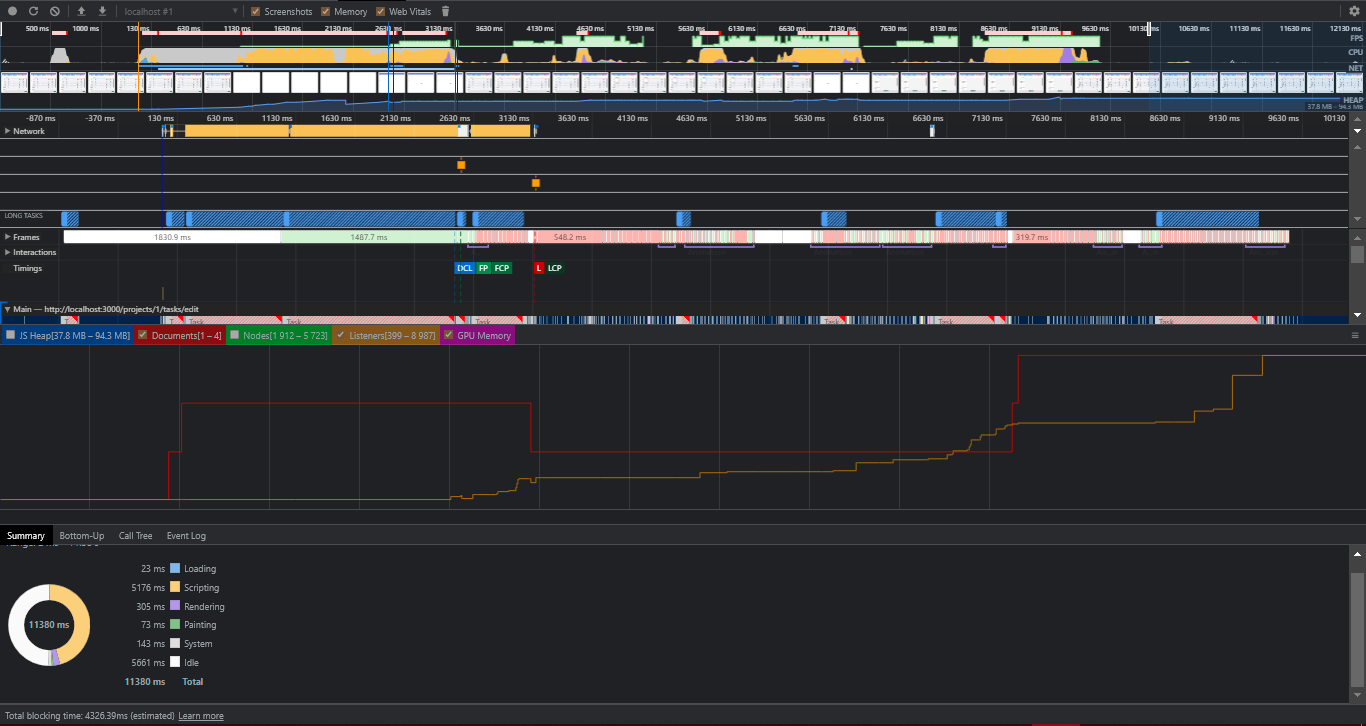 localhost #1 Screenshots Memory Web Vitals
500 ms 1000 ms 130 ms 630 ms 1130 ms 1630 ms 2130 ms 2630 ms 3130 ms 3630 ms 4130 ms 4630 ms 5130 ms 5630 ms 6130 ms 6630 ms 7130 ms 7630 ms 8130 ms 8630 ms 9130 ms 9630 ms 10130 ms 10630 ms 11130 ms 11630 ms 12130 ms
FPS
CPU
NET
HEAP
37.8 MB – 94.3 MB
-870 ms -370 ms 130 ms 630 ms 1130 ms 1630 ms 2130 ms 2630 ms 3130 ms 3630 ms 4130 ms 4630 ms 5130 ms 5630 ms 6130 ms 6630 ms 7130 ms 7630 ms 8130 ms 8630 ms 9130 ms 9630 ms 10130
Network
LONG TASKS
Frames 1830.9 ms 1487.7 ms 548.2 ms 319.7 ms
Interactions
Timings DCL FP FCP L LCP
Main — http://localhost:3000/projects/1/tasks/edit
JS Heap[37.8 MB – 94.3 MB] Documents[1 – 4] Nodes[1 912 – 5 723] Listeners[399 – 8 987] GPU Memory
Summary Bottom-Up Call Tree Event Log
23 ms Loading
5176 ms Scripting
305 ms Rendering
11380 ms
73 ms Painting
143 ms System
5661 ms Idle
11380 ms Total
Total blocking time: 4326.39ms (estimated) Learn more